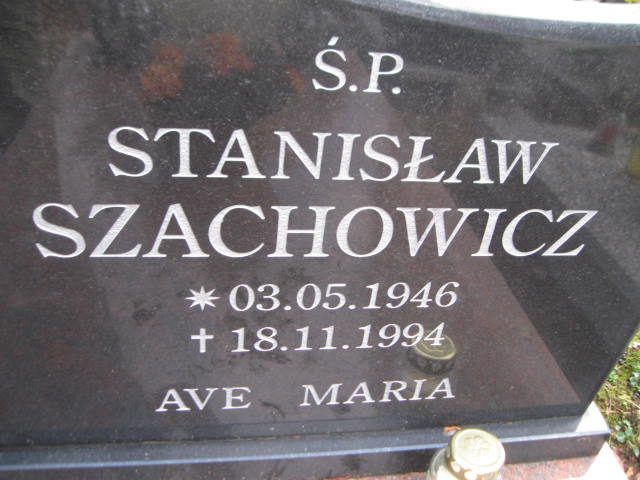 Ś.P.
STANISŁAW
SZACHOWICZ
✴ 03.05.1946
† 18.11.1994
AVE MARIA